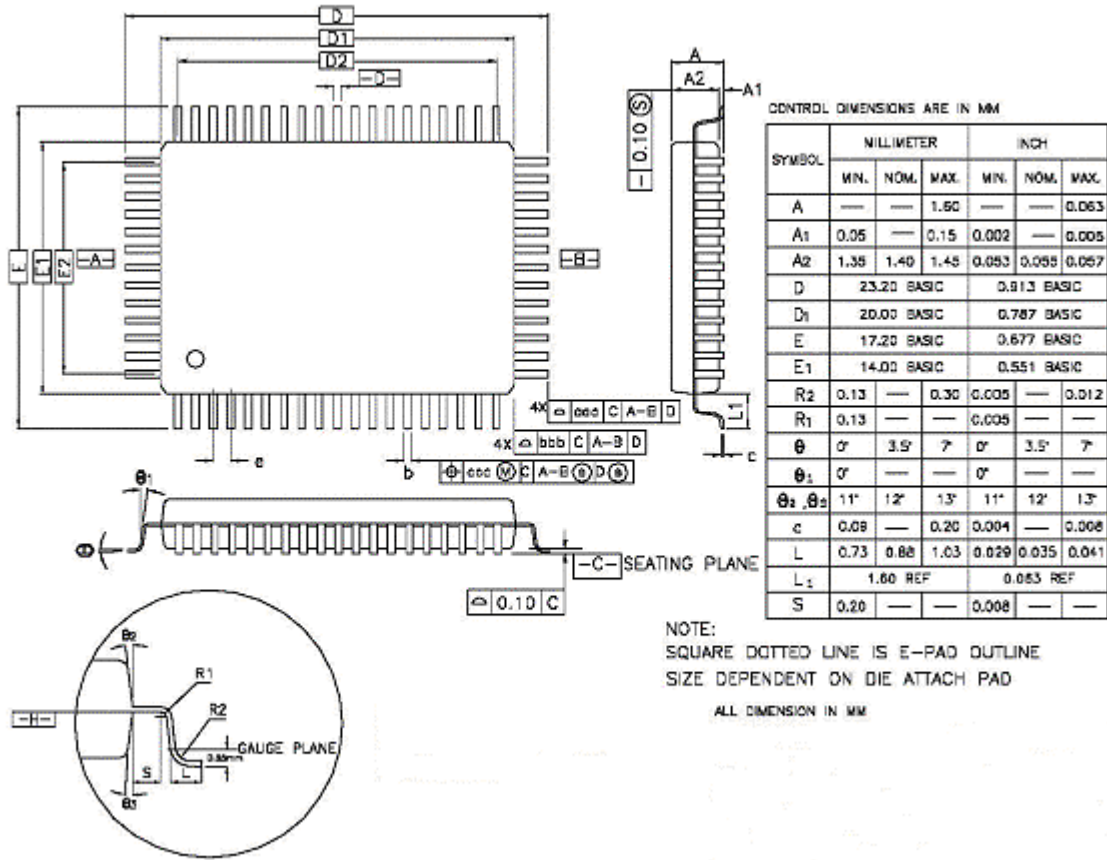 D
D1
D2
-D-
A
A2
A1
— 0.10 Ⓢ
E
E1
E2
-A-
-B-
4X ⌓ C A-B D
4X ⌓ bbb C A-B D
⌖ Ⓜ C A-B Ⓢ D Ⓢ
e
b
L1
c
θ1
-C- SEATING PLANE
⌓ 0.10 C
θ2
R1
R2
-H-
GAUGE PLANE
S
L
θ3
CONTROL DIMENSIONS ARE IN MM
SYMBOL MILLIMETER INCH
MIN. NOM. MAX. MIN. NOM. MAX.
A — — 1.60 — — 0.063
A1 0.05 — 0.15 0.002 —
A2 1.35 1.40 1.45 0.053 0.055 0.057
D 23.20 BASIC 0.913 BASIC
D1 20.00 BASIC 0.787 BASIC
E 17.20 BASIC 0.677 BASIC
E1 14.00 BASIC 0.551 BASIC
R2 0.13 — 0.30 0.005 — 0.012
R1 0.13 — — 0.005 — —
θ 0° 3.5° 7° 0° 3.5° 7°
θ1 0° — — 0° — —
θ2 ,θ3 11° 12° 13° 11° 12° 13°
c 0.09 — 0.20 0.004 — 0.008
L 0.73 0.88 1.03 0.029 0.035 0.041
L1 1.60 REF 0.063 REF
S 0.20 — — 0.008 — —
NOTE:
SQUARE DOTTED LINE IS E-PAD OUTLINE
SIZE DEPENDENT ON DIE ATTACH PAD
ALL DIMENSION IN MM